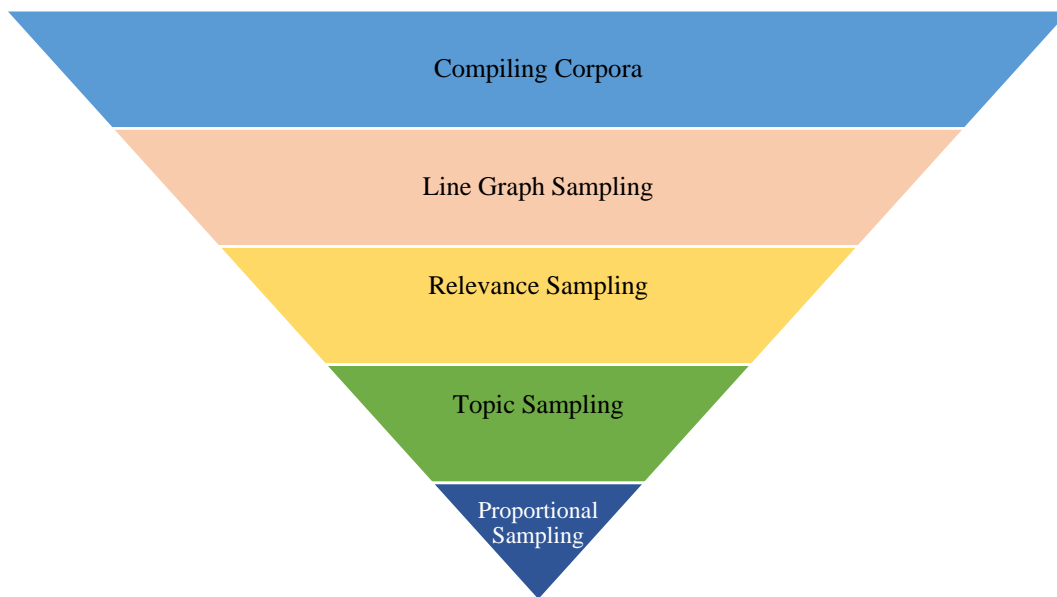 Compiling Corpora
Line Graph Sampling
Relevance Sampling
Topic Sampling
Proportional
Sampling